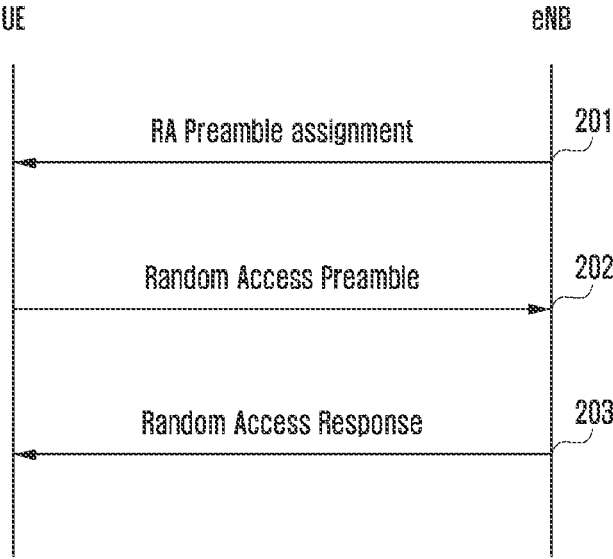 UE
eNB
RA Preamble assignment
201
Random Access Preamble
202
Random Access Response
203